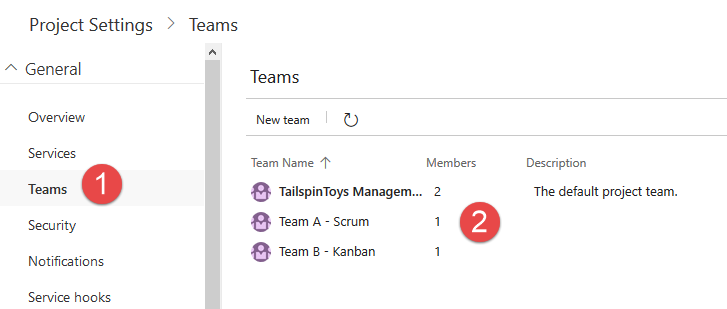 Project Settings > Teams
General
Overview
Services
Teams 1
Security
Notifications
Service hooks
Teams
New team
Team Name ↑ Members Description
TailspinToys Managem... 2 The default project team.
Team A - Scrum 1 2
Team B - Kanban 1